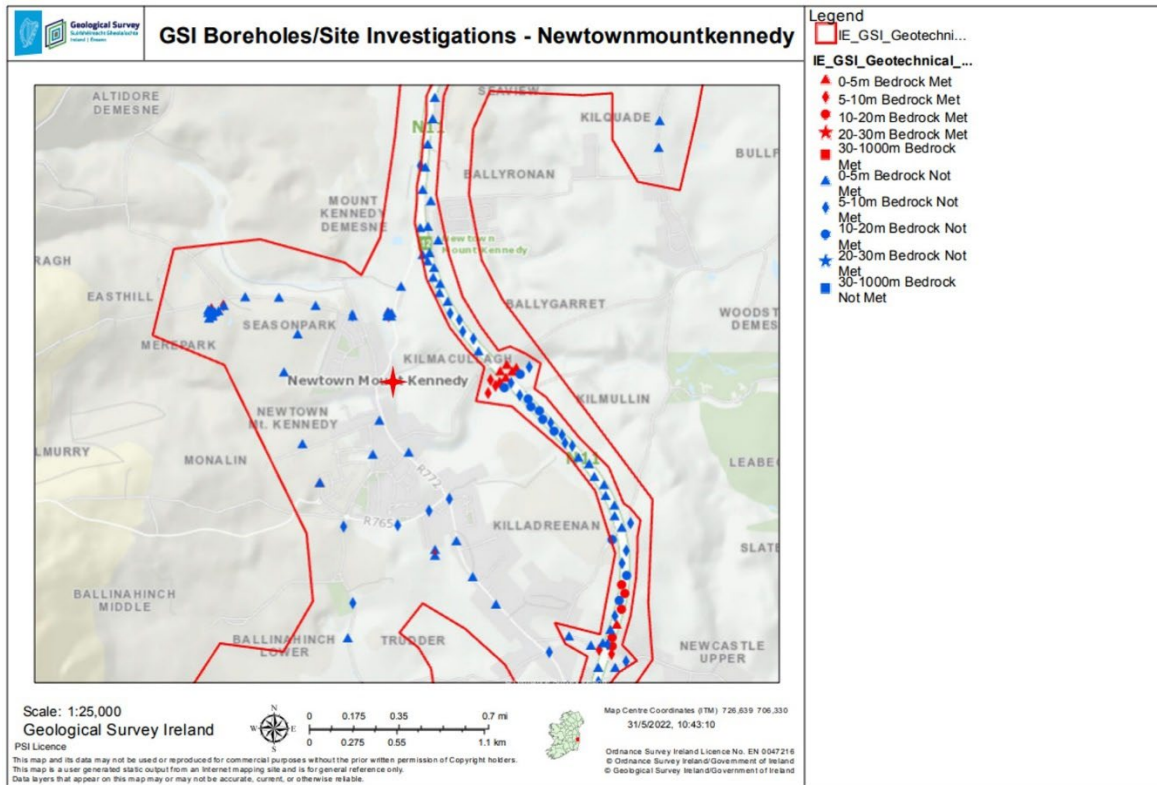 Geological Survey
Suirbhéireacht Gheolaíochta
Ireland | Éireann
GSI Boreholes/Site Investigations - Newtownmountkennedy
ALTIDORE
DEMESNE
SEAVIEW
N11
KILQUADE
BULLF
BALLYRONAN
MOUNT
KENNEDY
DEMESNE
Newtown
Mount Kennedy
RAGH
EASTHILL
BALLYGARRET
WOODST
DEMES
SEASONPARK
MEREPARK
KILMACULLAGH
Newtown Mount Kennedy
KILMULLIN
NEWTOWN
Mt. KENNEDY
LMURRY
MONALIN
N11
LEABEG
R772
R765
KILLADREENAN
SLATE
BALLINAHINCH
MIDDLE
BALLINAHINCH
LOWER
TRUDDER
NEWCASTLE
UPPER
Legend
IE_GSI_Geotechni...
IE_GSI_Geotechnical_...
0-5m Bedrock Met
5-10m Bedrock Met
10-20m Bedrock Met
20-30m Bedrock Met
30-1000m Bedrock
Met
0-5m Bedrock Not
Met
5-10m Bedrock Not
Met
10-20m Bedrock Not
Met
20-30m Bedrock Not
Met
30-1000m Bedrock
Not Met
Scale: 1:25,000
Geological Survey Ireland
PSI Licence
This map and its data may not be used or reproduced for commercial purposes without the prior written permission of Copyright holders.
This map is a user generated static output from an Internet mapping site and is for general reference only.
Data layers that appear on this map may or may not be accurate, current, or otherwise reliable.
N
W E
S
0 0.175 0.35 0.7 mi
0 0.275 0.55 1.1 km
Map Centre Coordinates (ITM) 726,639 706,330
31/5/2022, 10:43:10
Ordnance Survey Ireland Licence No. EN 0047216
© Ordnance Survey Ireland/Government of Ireland
© Geological Survey Ireland/Government of Ireland